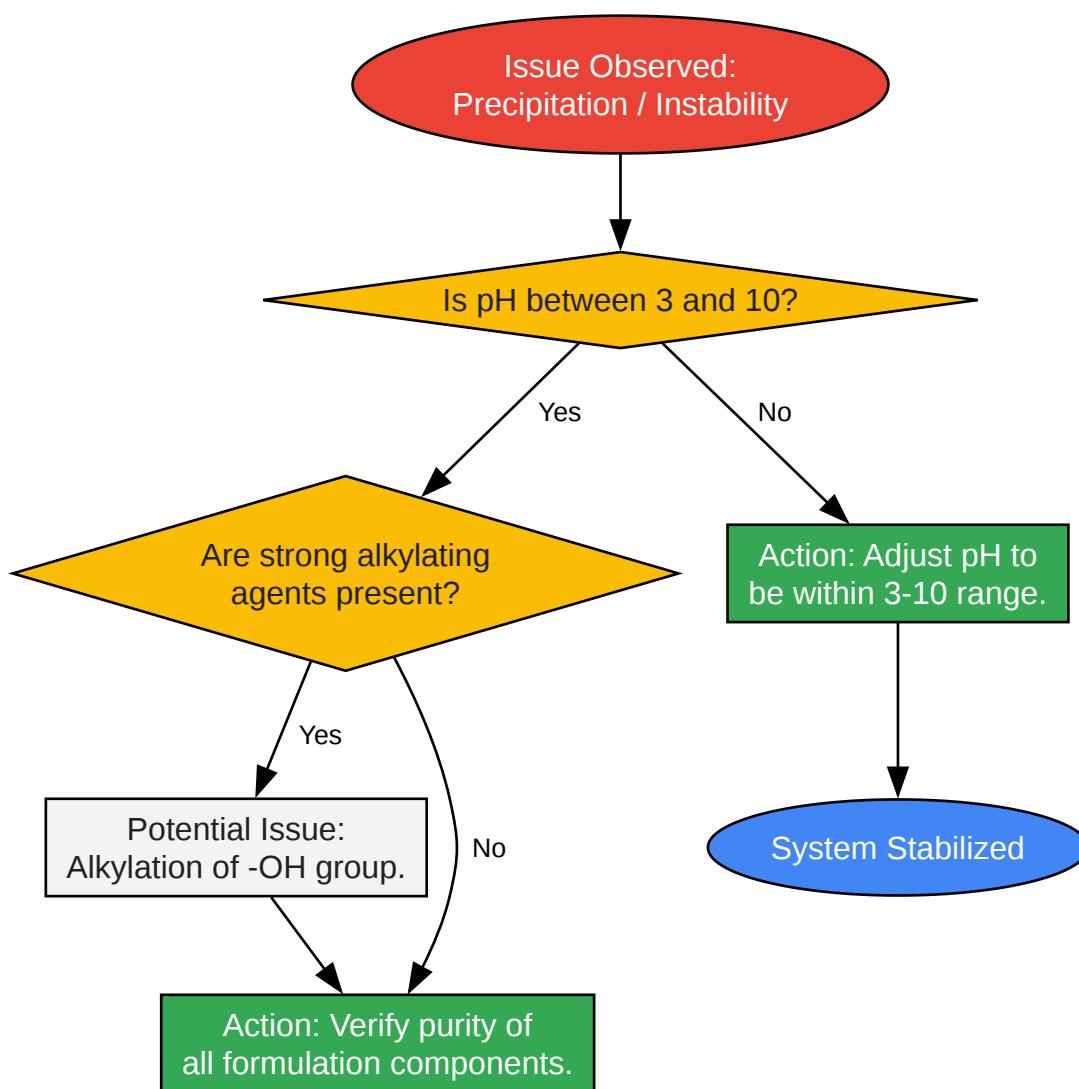 Issue Observed:
Precipitation / Instability
Is pH between 3 and 10?
Yes
No
Are strong alkylating
agents present?
Action: Adjust pH to
be within 3-10 range.
Yes
No
Potential Issue:
Alkylation of -OH group.
System Stabilized
Action: Verify purity of
all formulation components.